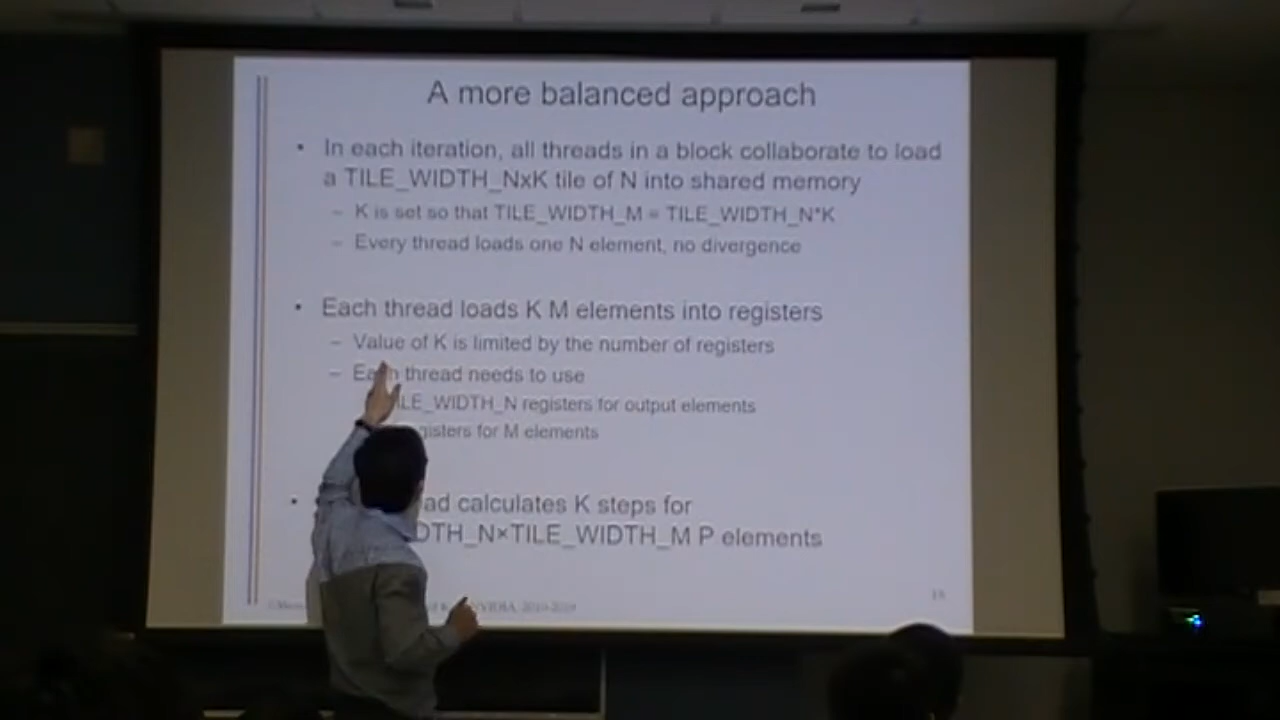 A more balanced approach
• In each iteration, all threads in a block collaborate to load
a TILE_WIDTH_NxK tile of N into shared memory
– K is set so that TILE_WIDTH_M = TILE_WIDTH_N*K
– Every thread loads one N element, no divergence
• Each thread loads K M elements into registers
– Value of K is limited by the number of registers
– Each thread needs to use
TILE_WIDTH_N registers for output elements
for M elements
• calculates K steps for
TILE_WIDTH_M P elements
NVIDIA, 2010-2018